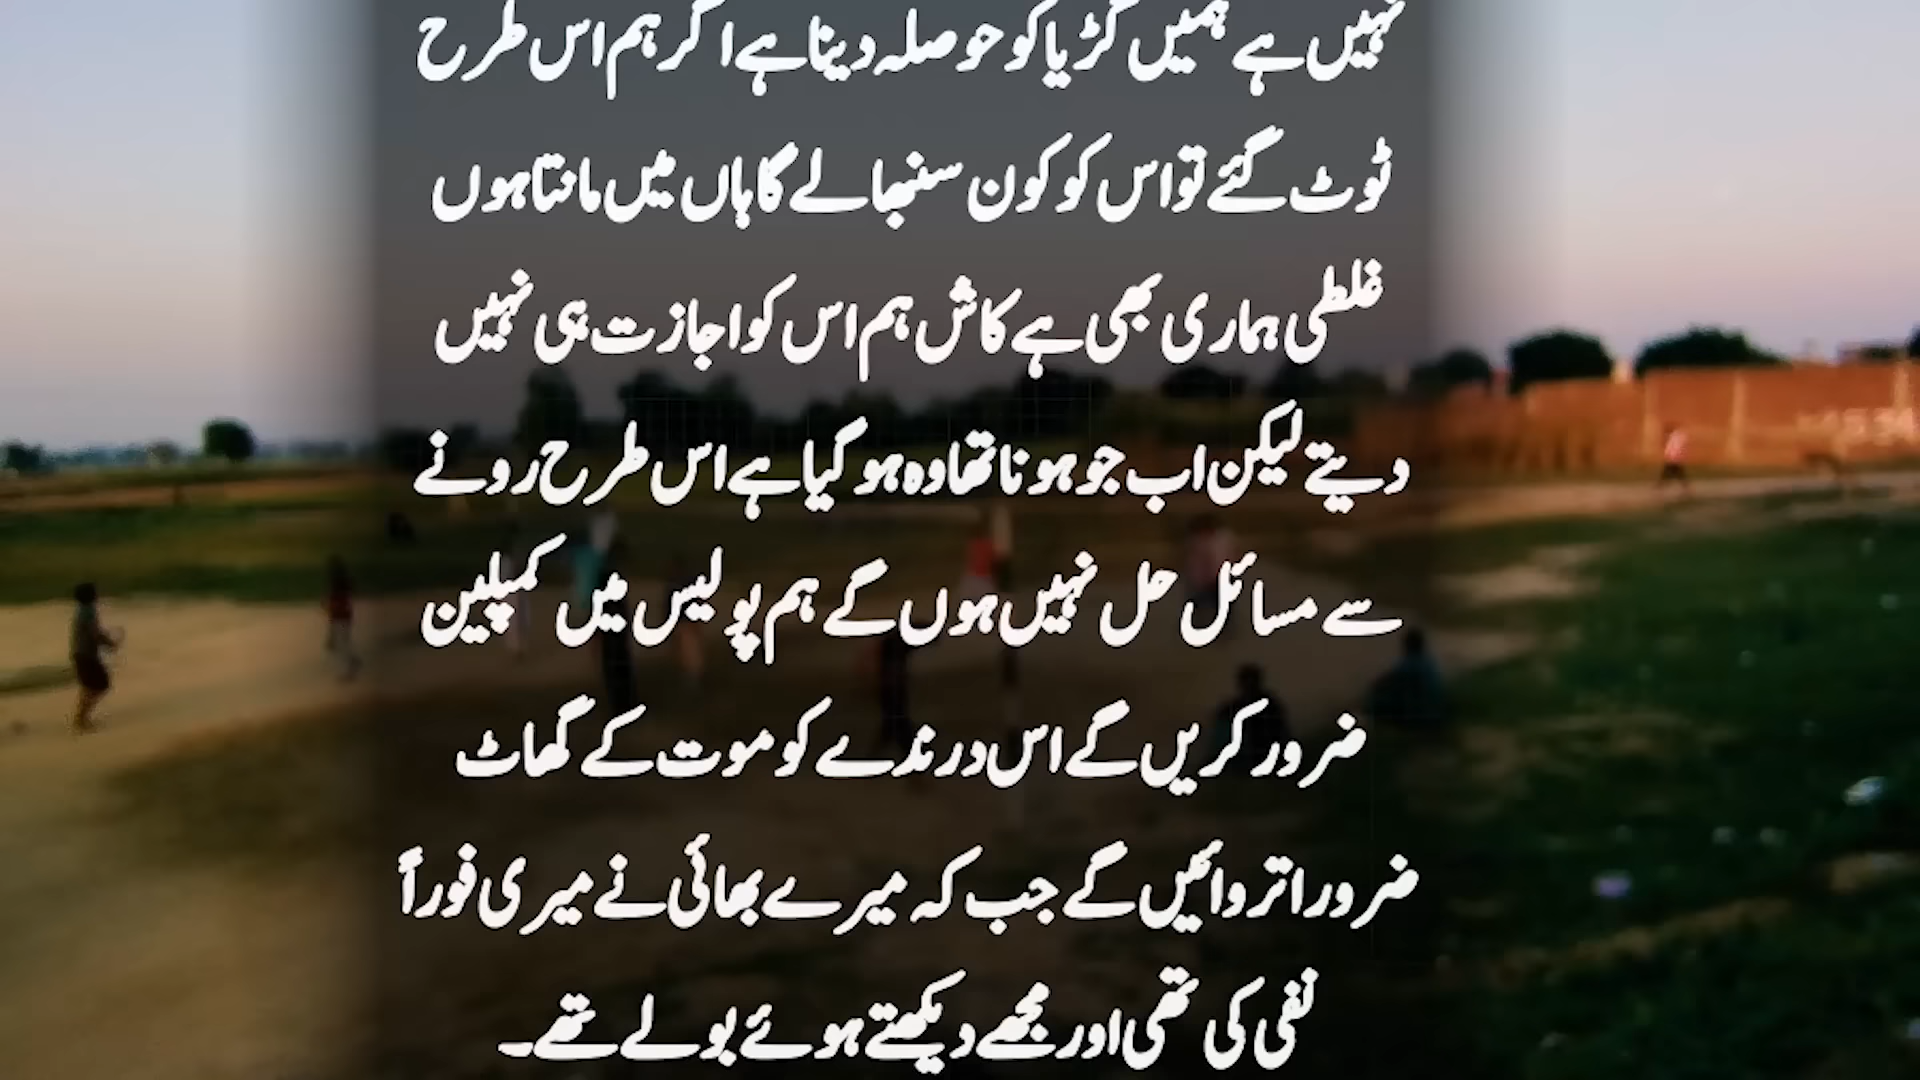 نہیں ہے ہمیں گڑیا کو حوصلہ دینا ہے اگر ہم اس طرح
ٹوٹ گئے تو اس کو کون سنبھالے گا ہاں میں مانتا ہوں
غلطی ہماری بھی ہے کاش ہم اس کو اجازت ہی نہیں
دیتے لیکن اب جو ہونا تھا وہ ہو گیا ہے اس طرح رونے
سے مسائل حل نہیں ہوں گے ہم پولیس میں کمپلین
ضرور کریں گے اس درندے کو موت کے گھاٹ
ضرور اتروائیں گے جب کہ میرے بھائی نے میری فوراً
نفی کی تھی اور مجھے دیکھتے ہوئے بولے تھے۔